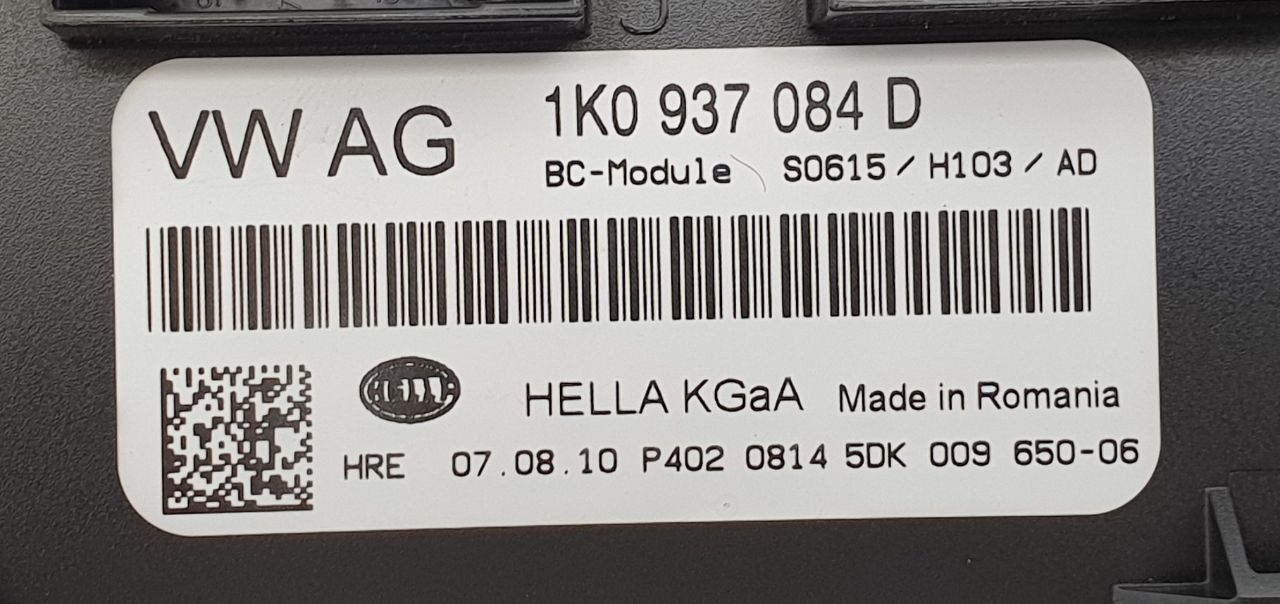 VW AG
1K0 937 084 D
BC-Module S0615 / H103 / AD
HELLA
HELLA KGaA Made in Romania
HRE 07.08.10 P402 0814 5DK 009 650-06